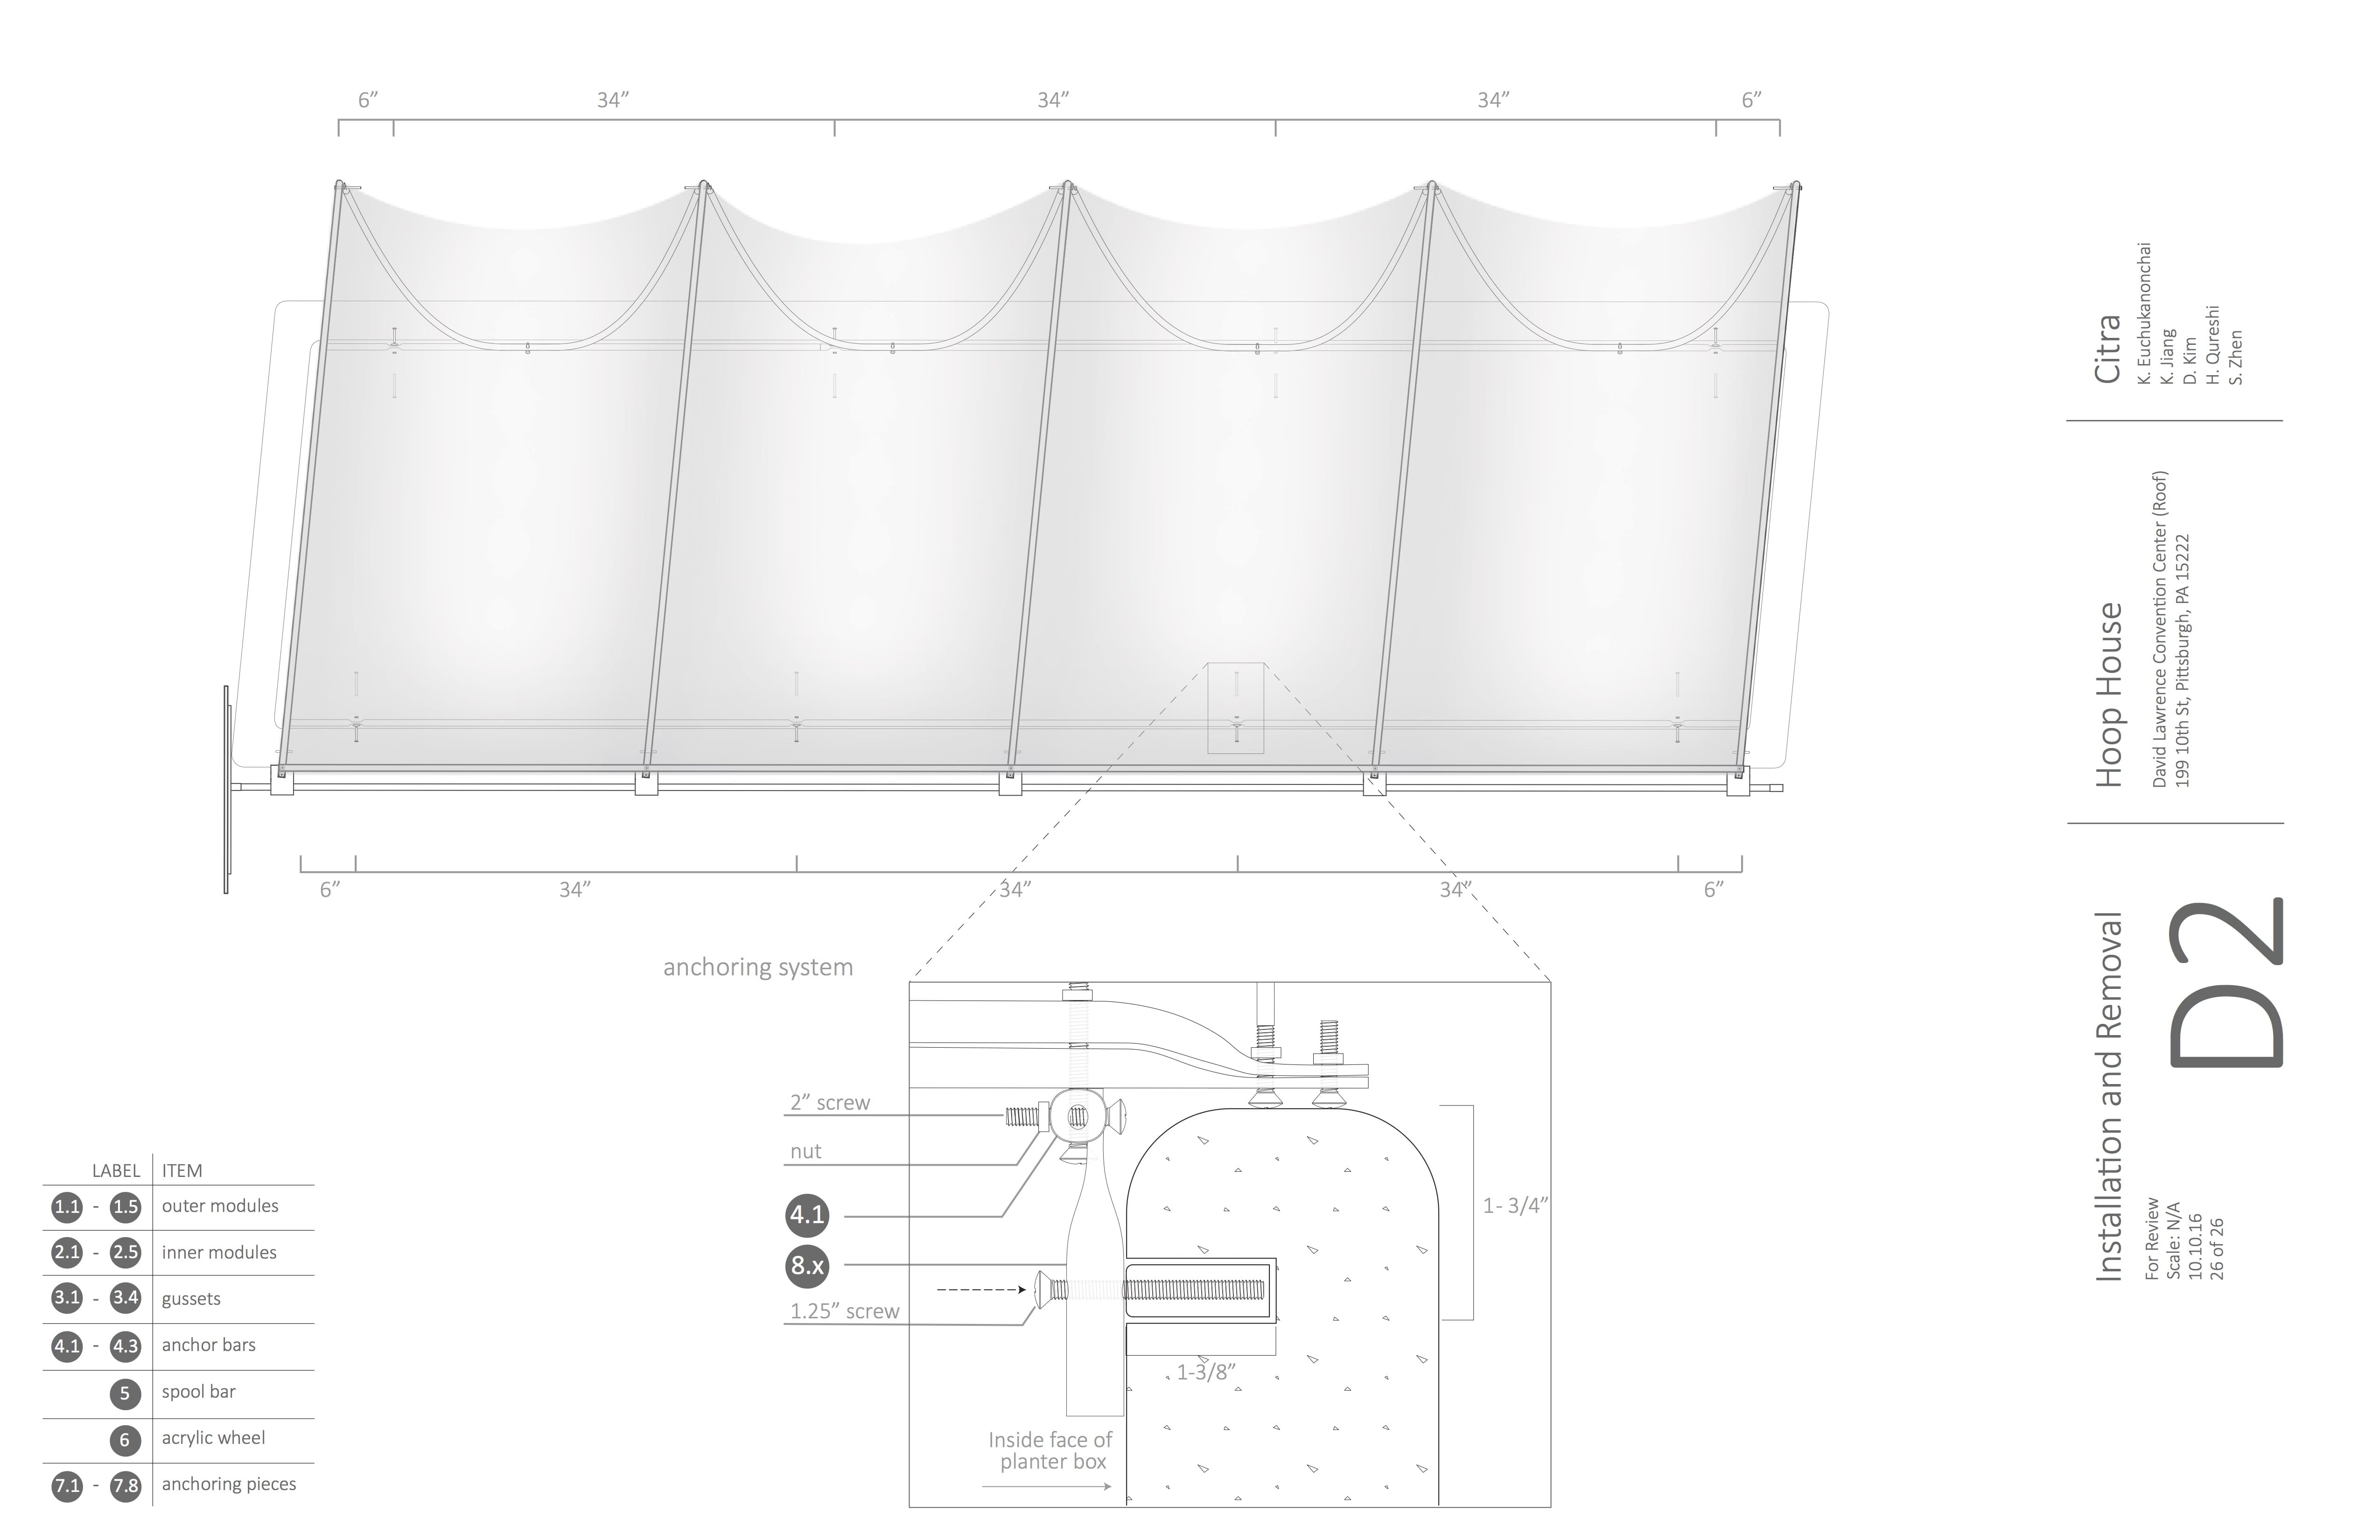 6” 34” 34” 34” 6”
6” 34” 34” 34” 6”
anchoring system
2” screw
nut
4.1
8.x
1.25” screw
1- 3/4”
1-3/8”
Inside face of
planter box
LABEL ITEM
1.1 - 1.5 outer modules
2.1 - 2.5 inner modules
3.1 - 3.4 gussets
4.1 - 4.3 anchor bars
5 spool bar
6 acrylic wheel
7.1 - 7.8 anchoring pieces
Citra
K. Euchukanonchai
K. Jiang
D. Kim
H. Qureshi
S. Zhen
Hoop House
David Lawrence Convention Center (Roof)
199 10th St, Pittsburgh, PA 15222
Installation and Removal
For Review
Scale: N/A
10.10.16
26 of 26
D2